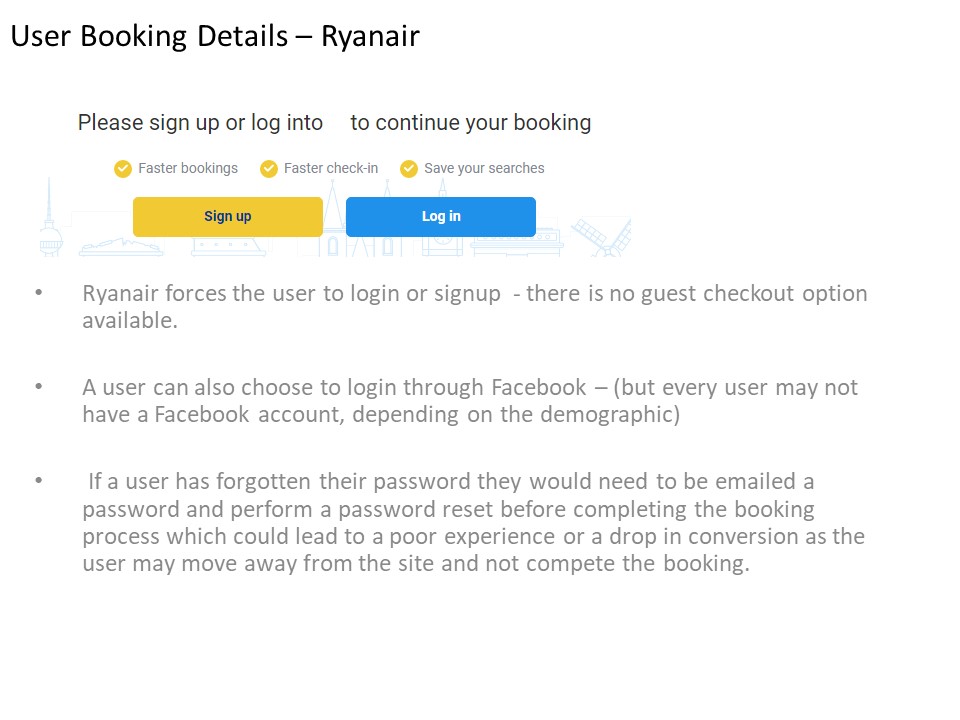 User Booking Details – Ryanair
Please sign up or log into to continue your booking
Faster bookings Faster check-in Save your searches
Sign up Log in
• Ryanair forces the user to login or signup - there is no guest checkout option
available.
• A user can also choose to login through Facebook – (but every user may not
have a Facebook account, depending on the demographic)
• If a user has forgotten their password they would need to be emailed a
password and perform a password reset before completing the booking
process which could lead to a poor experience or a drop in conversion as the
user may move away from the site and not compete the booking.